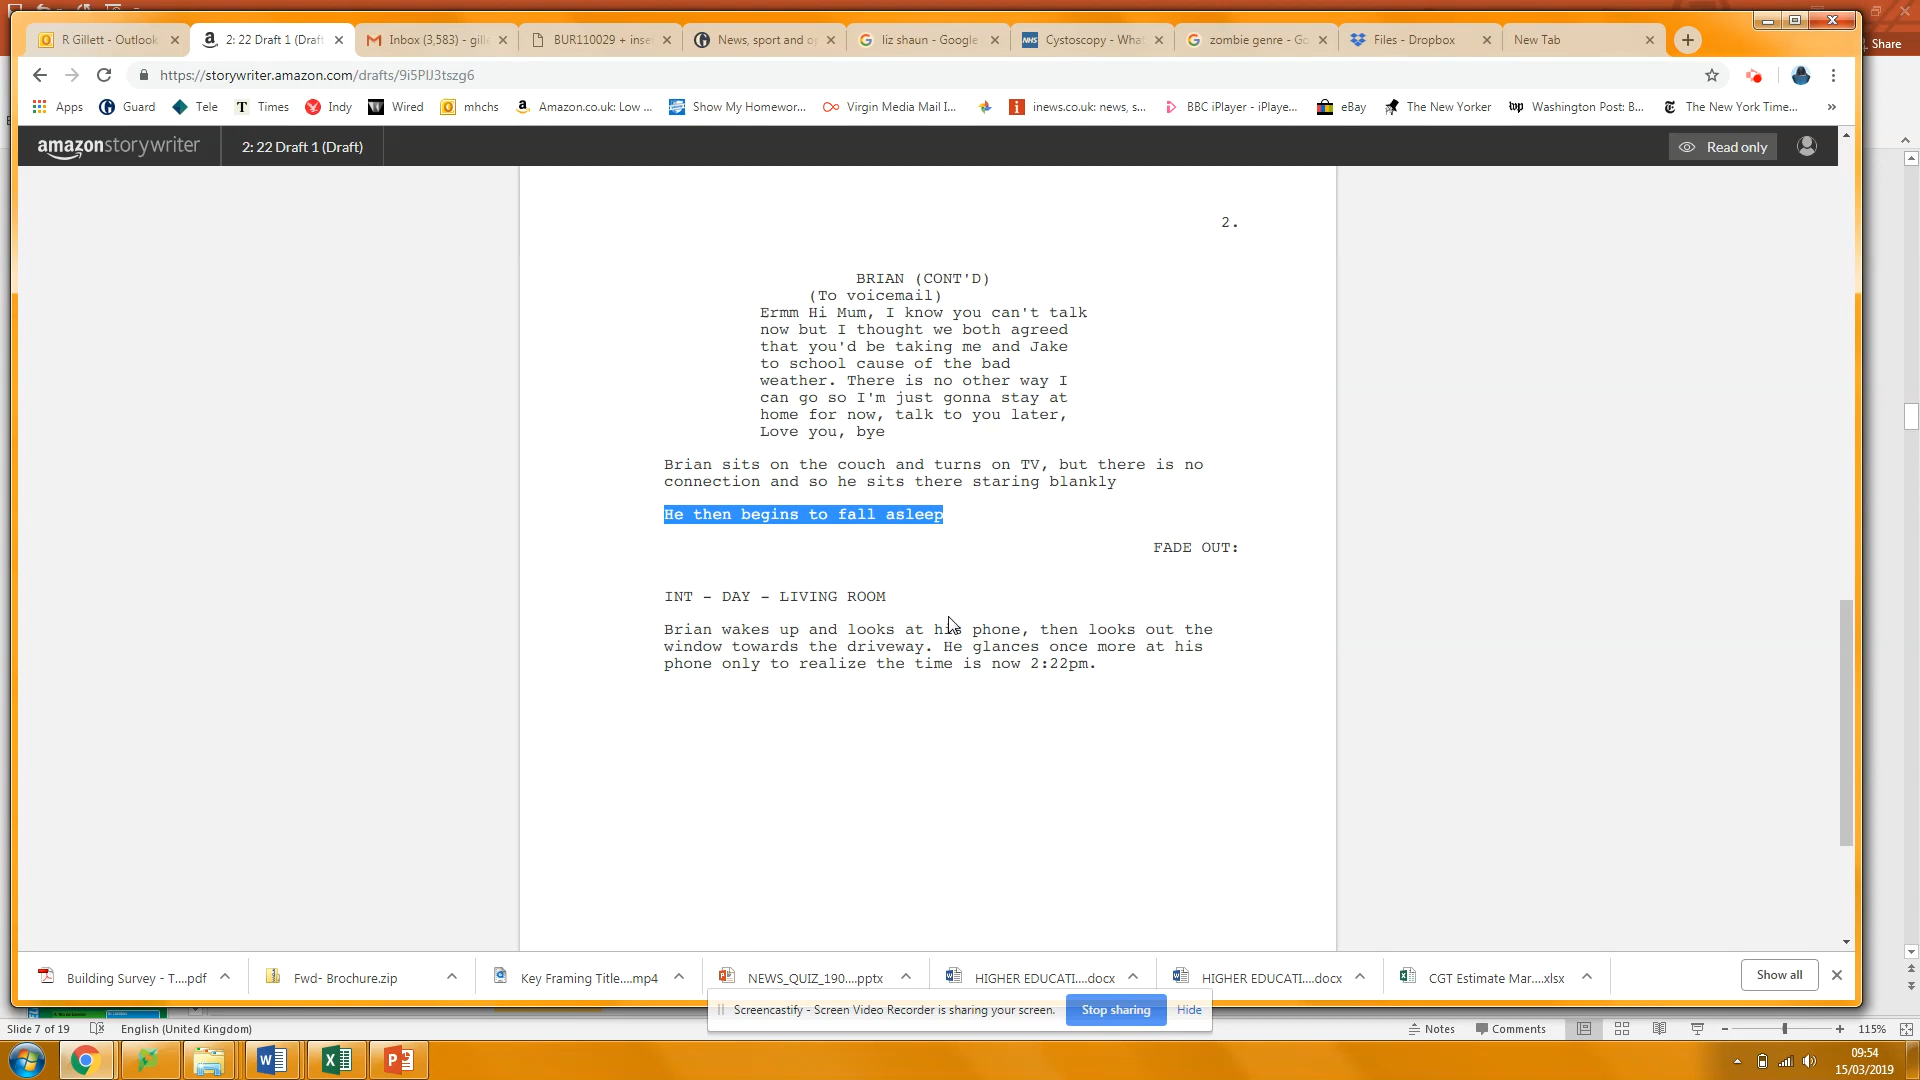 Share
R Gillett - Outlook
2: 22 Draft 1 (Draft
Inbox (3,583) - gille
BUR110029 + inse
News, sport and op
liz shaun - Google
Cystoscopy - What
zombie genre - Go
Files - Dropbox
New Tab
https://storywriter.amazon.com/drafts/9i5PlJ3tszg6
Apps
Guard
Tele
Times
Indy
Wired
mhchs
Amazon.co.uk: Low ...
Show My Homewor...
Virgin Media Mail I...
inews.co.uk: news, s...
BBC iPlayer - iPlaye...
eBay
The New Yorker
Washington Post: B...
The New York Time...
amazonstorywriter
2: 22 Draft 1 (Draft)
Read only
2.
BRIAN (CONT'D)
(To voicemail)
Ermm Hi Mum, I know you can't talk
now but I thought we both agreed
that you'd be taking me and Jake
to school cause of the bad
weather. There is no other way I
can go so I'm just gonna stay at
home for now, talk to you later,
Love you, bye
Brian sits on the couch and turns on TV, but there is no
connection and so he sits there staring blankly
He then begins to fall asleep
FADE OUT:
INT - DAY - LIVING ROOM
Brian wakes up and looks at his phone, then looks out the
window towards the driveway. He glances once more at his
phone only to realize the time is now 2:22pm.
Building Survey - T....pdf
Fwd- Brochure.zip
Key Framing Title....mp4
NEWS_QUIZ_190....pptx
HIGHER EDUCATI....docx
HIGHER EDUCATI....docx
CGT Estimate Mar....xlsx
Show all
Screencastify - Screen Video Recorder is sharing your screen.
Stop sharing
Hide
Slide 7 of 19
English (United Kingdom)
Notes
Comments
115%
09:54
15/03/2019